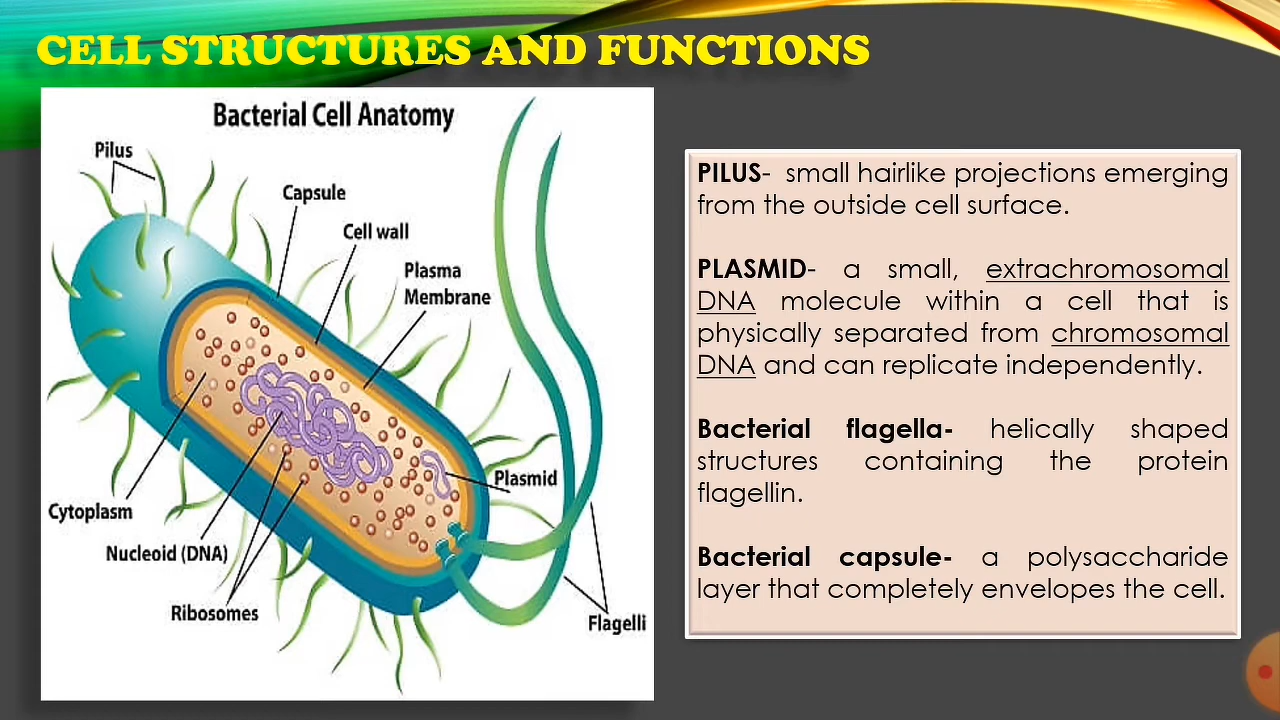 CELL STRUCTURES AND FUNCTIONS
Bacterial Cell Anatomy
Pilus
Capsule
Cell wall
Plasma
Membrane
Plasmid
Cytoplasm
Nucleoid (DNA)
Ribosomes
Flagelli
PILUS- small hairlike projections emerging
from the outside cell surface.
PLASMID- a small, extrachromosomal
DNA molecule within a cell that is
physically separated from chromosomal
DNA and can replicate independently.
Bacterial flagella- helically shaped
structures containing the protein
flagellin.
Bacterial capsule- a polysaccharide
layer that completely envelopes the cell.